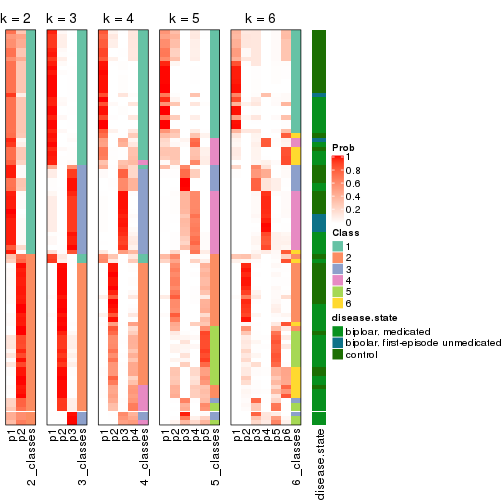 k = 2 k = 3 k = 4 k = 5 k = 6
Prob
1
0.8
0.6
0.4
0.2
0
Class
1
2
3
4
5
6
disease.state
biploar, medicated
bipolar, first-episode unmedicated
control
p1 p2 2_classes p1 p2 p3 3_classes p1 p2 p3 p4 4_classes p1 p2 p3 p4 p5 5_classes p1 p2 p3 p4 p5 p6 6_classes disease.state